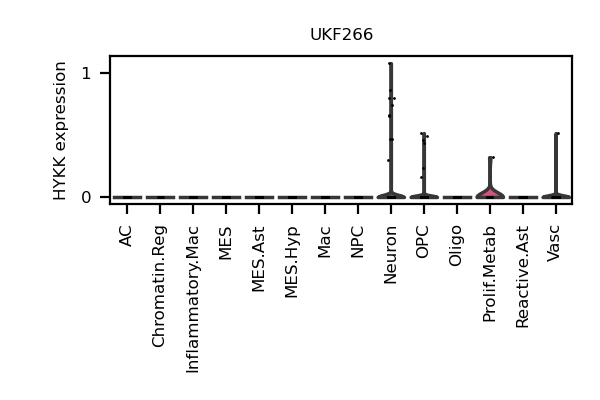 UKF266
HYKK expression
1
0
AC
Chromatin.Reg
Inflammatory.Mac
MES
MES.Ast
MES.Hyp
Mac
NPC
Neuron
OPC
Oligo
Prolif.Metab
Reactive.Ast
Vasc